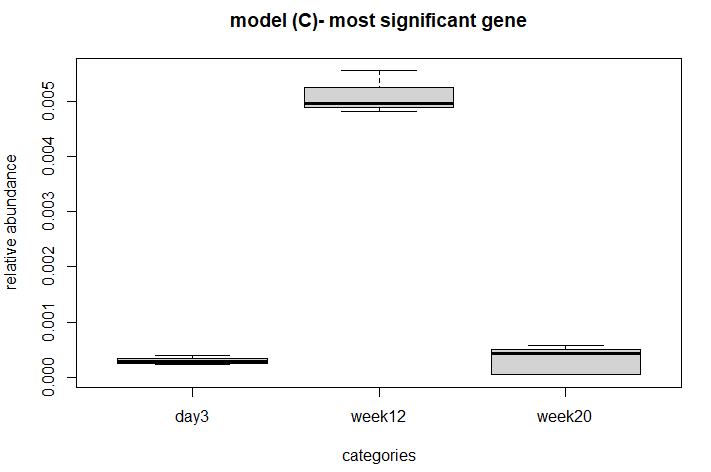 model (C)- most significant gene
relative abundance
0.005
0.004
0.003
0.002
0.001
0.000
day3 week12 week20
categories